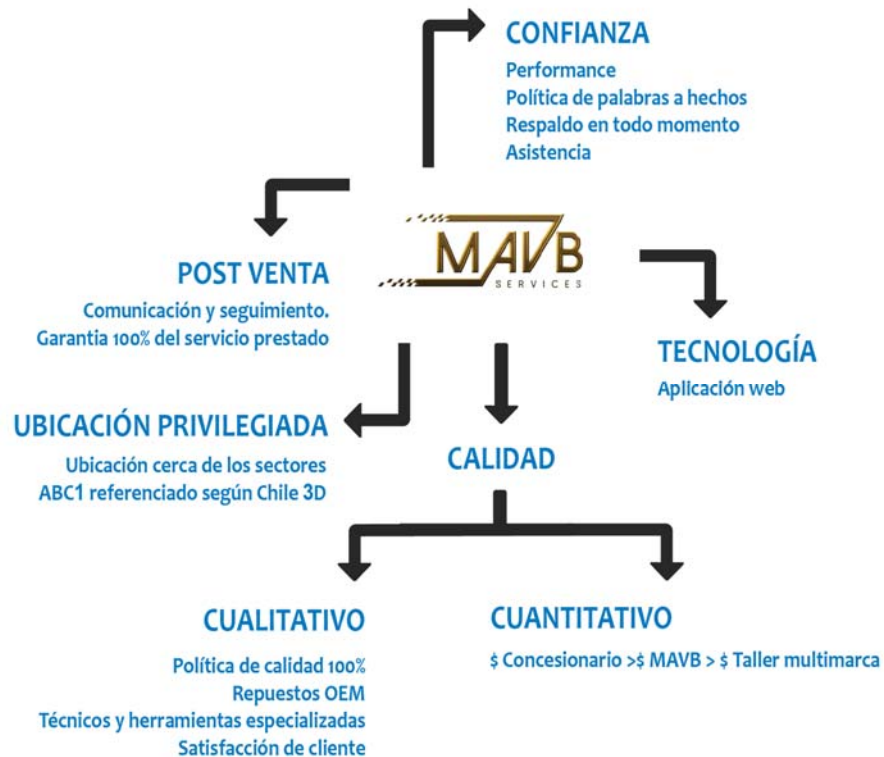 CONFIANZA
Performance
Política de palabras a hechos
Respaldo en todo momento
Asistencia
MAVB
SERVICES
POST VENTA
Comunicación y seguimiento.
Garantia 100% del servicio prestado
TECNOLOGÍA
Aplicación web
UBICACIÓN PRIVILEGIADA
Ubicación cerca de los sectores
ABC1 referenciado según Chile 3D
CALIDAD
CUALITATIVO
Política de calidad 100%
Repuestos OEM
Técnicos y herramientas especializadas
Satisfacción de cliente
CUANTITATIVO
$ Concesionario >$ MAVB > $ Taller multimarca